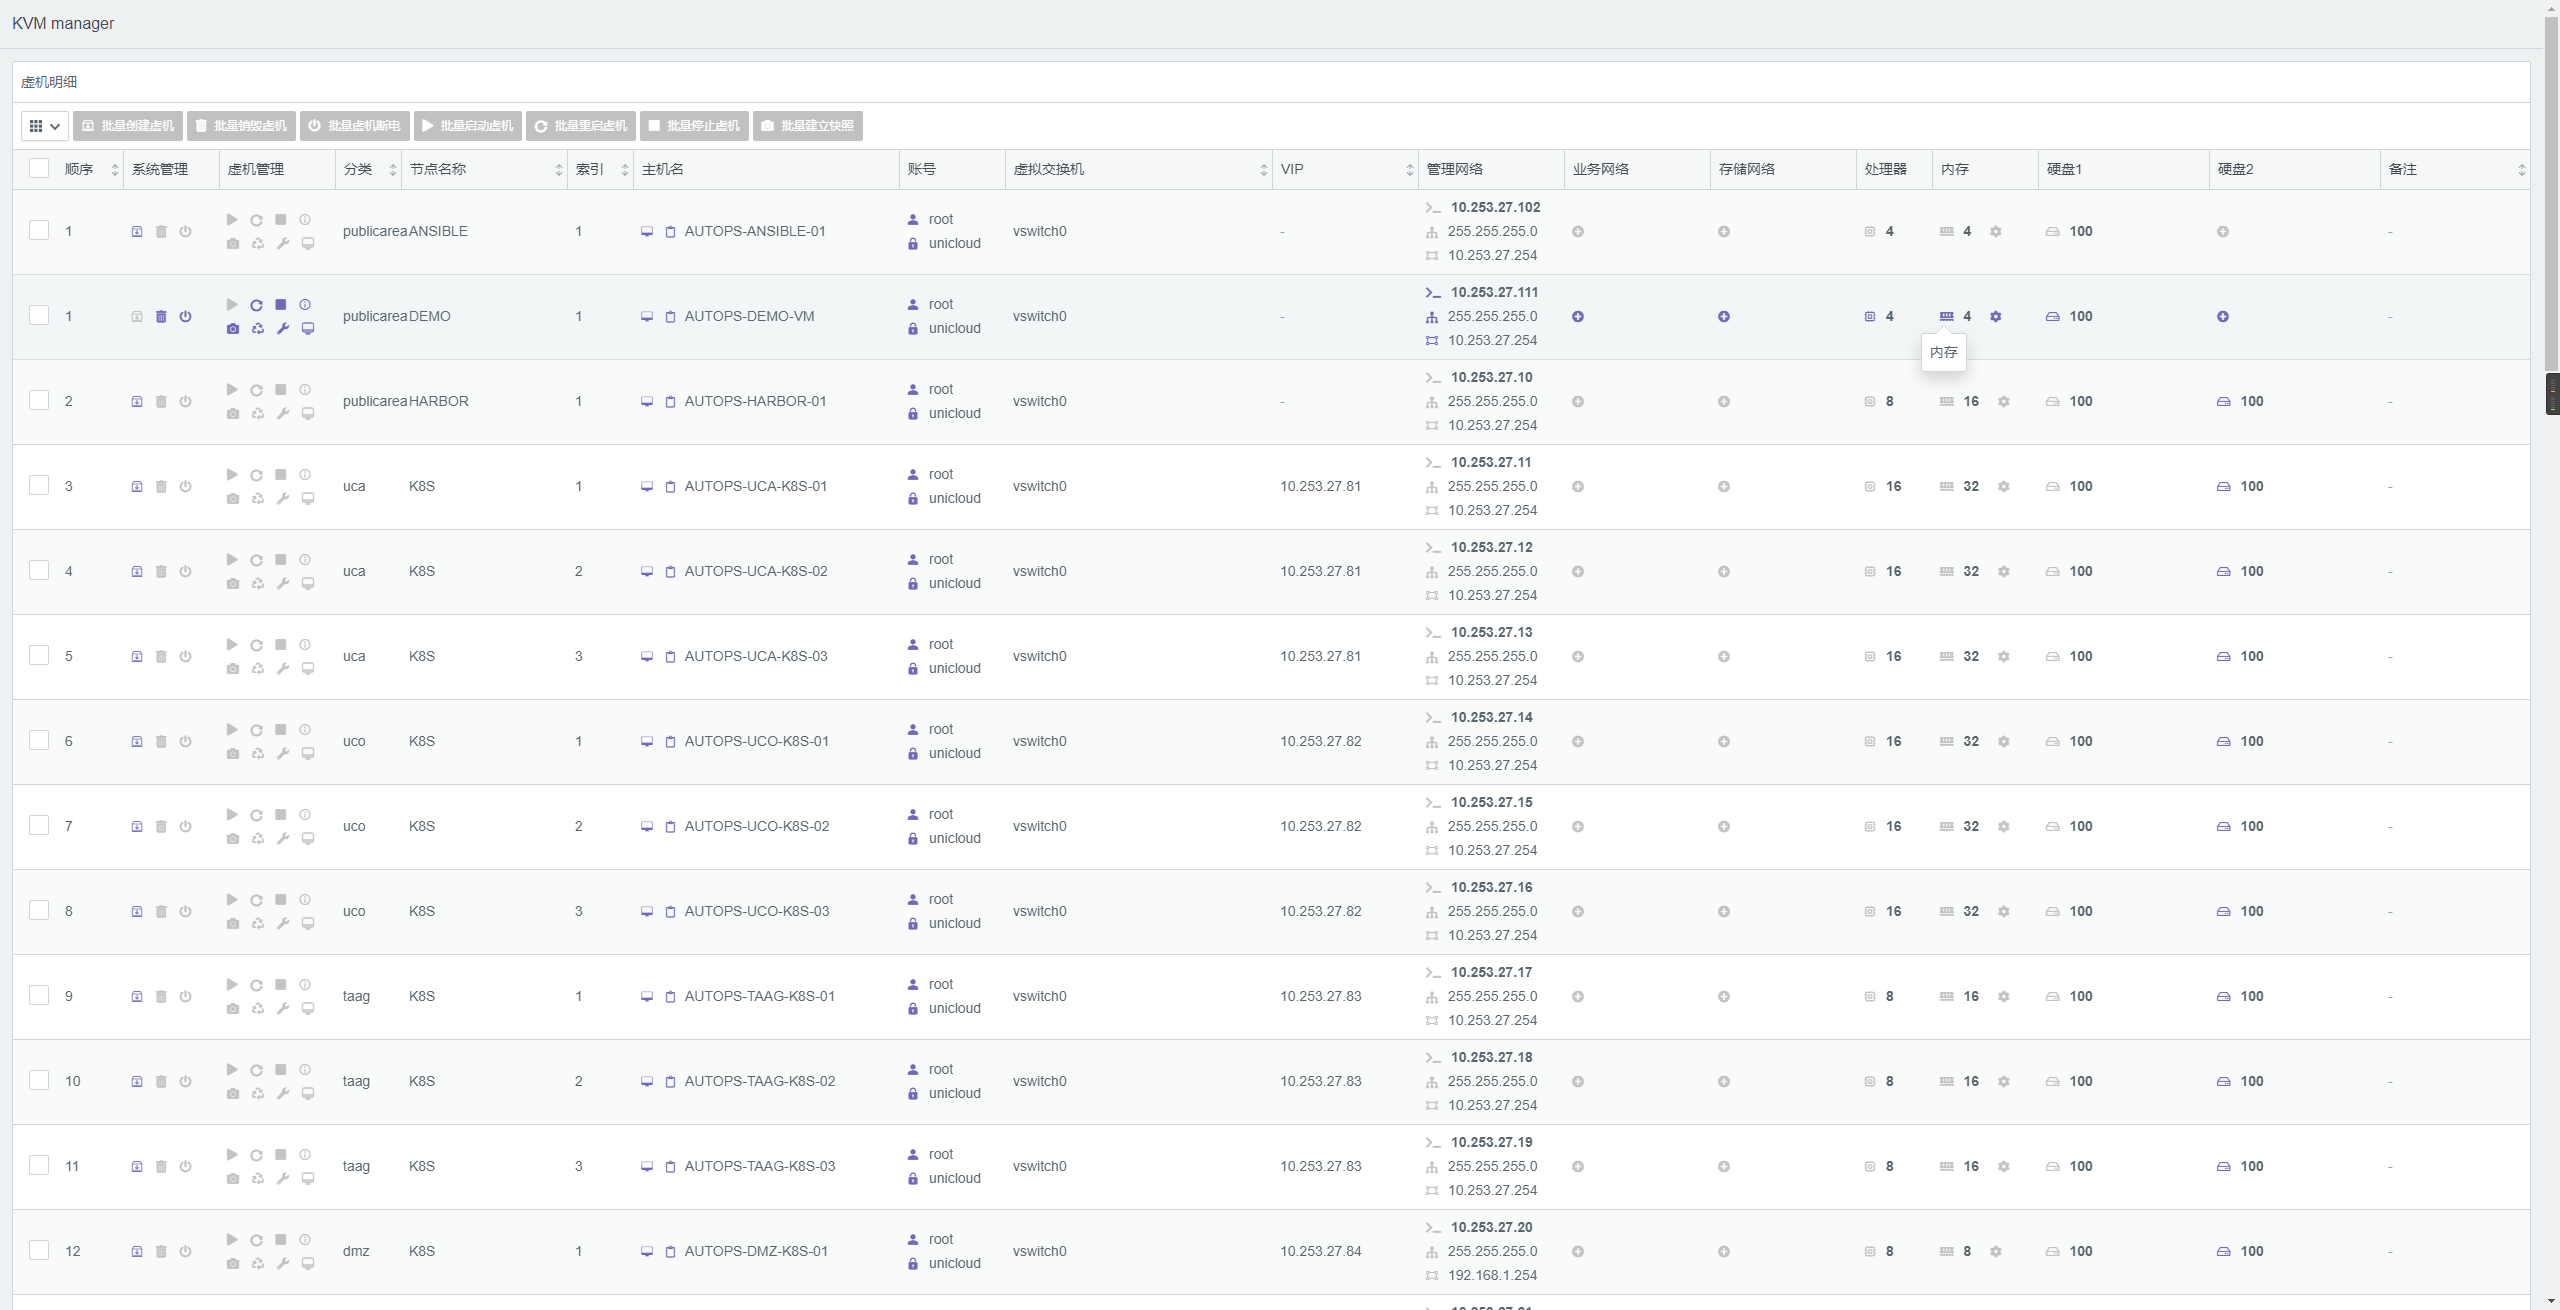 KVM manager
虚机明细
批量创建虚机 批量销毁虚机 批量虚机断电 批量启动虚机 批量重启虚机 批量停止虚机 批量建立快照
顺序 系统管理 虚机管理 分类 节点名称 索引 主机名 账号 虚拟交换机 VIP 管理网络 业务网络 存储网络 处理器 内存 硬盘1 硬盘2 备注
root 10.253.27.102
1 publicarea ANSIBLE 1 AUTOPS-ANSIBLE-01 vswitch0 - 255.255.255.0 4 4 100 -
unicloud 10.253.27.254
root 10.253.27.111
1 publicarea DEMO 1 AUTOPS-DEMO-VM vswitch0 - 255.255.255.0 4 4 100 -
unicloud 10.253.27.254
内存
root 10.253.27.10
2 publicarea HARBOR 1 AUTOPS-HARBOR-01 vswitch0 - 255.255.255.0 8 16 100 100 -
unicloud 10.253.27.254
root 10.253.27.11
3 uca K8S 1 AUTOPS-UCA-K8S-01 vswitch0 10.253.27.81 255.255.255.0 16 32 100 100 -
unicloud 10.253.27.254
root 10.253.27.12
4 uca K8S 2 AUTOPS-UCA-K8S-02 vswitch0 10.253.27.81 255.255.255.0 16 32 100 100 -
unicloud 10.253.27.254
root 10.253.27.13
5 uca K8S 3 AUTOPS-UCA-K8S-03 vswitch0 10.253.27.81 255.255.255.0 16 32 100 100 -
unicloud 10.253.27.254
root 10.253.27.14
6 uco K8S 1 AUTOPS-UCO-K8S-01 vswitch0 10.253.27.82 255.255.255.0 16 32 100 100 -
unicloud 10.253.27.254
root 10.253.27.15
7 uco K8S 2 AUTOPS-UCO-K8S-02 vswitch0 10.253.27.82 255.255.255.0 16 32 100 100 -
unicloud 10.253.27.254
root 10.253.27.16
8 uco K8S 3 AUTOPS-UCO-K8S-03 vswitch0 10.253.27.82 255.255.255.0 16 32 100 100 -
unicloud 10.253.27.254
root 10.253.27.17
9 taag K8S 1 AUTOPS-TAAG-K8S-01 vswitch0 10.253.27.83 255.255.255.0 8 16 100 100 -
unicloud 10.253.27.254
root 10.253.27.18
10 taag K8S 2 AUTOPS-TAAG-K8S-02 vswitch0 10.253.27.83 255.255.255.0 8 16 100 100 -
unicloud 10.253.27.254
root 10.253.27.19
11 taag K8S 3 AUTOPS-TAAG-K8S-03 vswitch0 10.253.27.83 255.255.255.0 8 16 100 100 -
unicloud 10.253.27.254
root 10.253.27.20
12 dmz K8S 1 AUTOPS-DMZ-K8S-01 vswitch0 10.253.27.84 255.255.255.0 8 8 100 100 -
unicloud 192.168.1.254